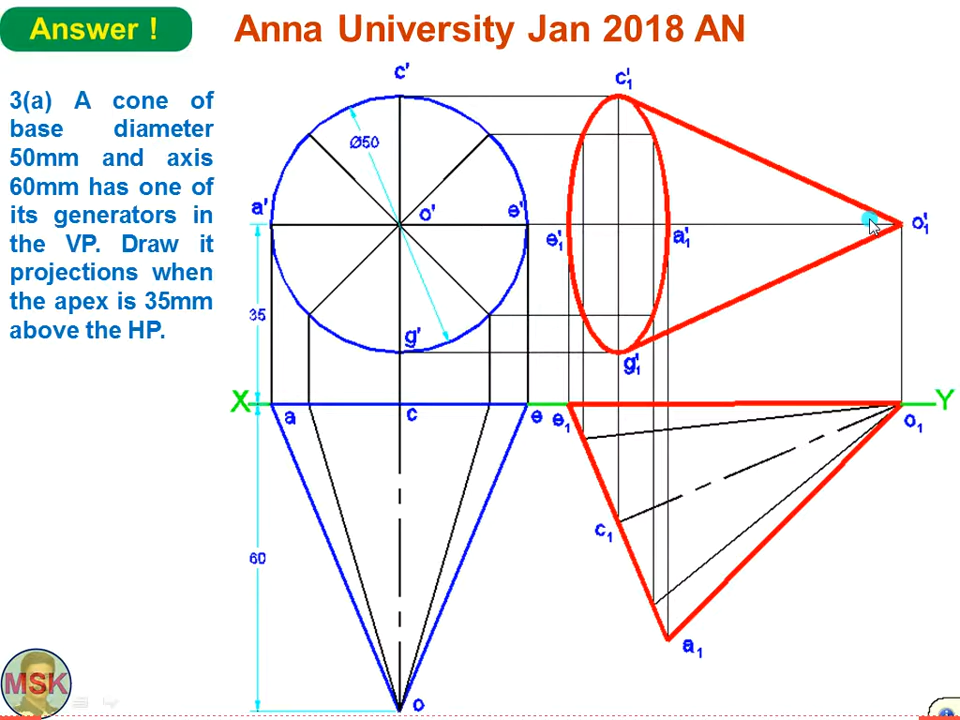 Answer !
Anna University Jan 2018 AN
3(a) A cone of
base diameter
50mm and axis
60mm has one of
its generators in
the VP. Draw it
projections when
the apex is 35mm
above the HP.
c'
c'1
Ø50
a'
o'
e'
e'1
a'1
o'1
35
g'
g'1
X
Y
a
c
e
e1
o1
c1
60
a1
o
MSK